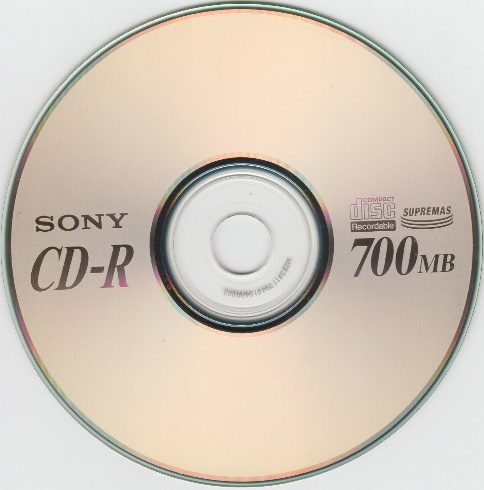 SONY
CD-R
COMPACT
disc
Recordable
SUPREMAS
700MB